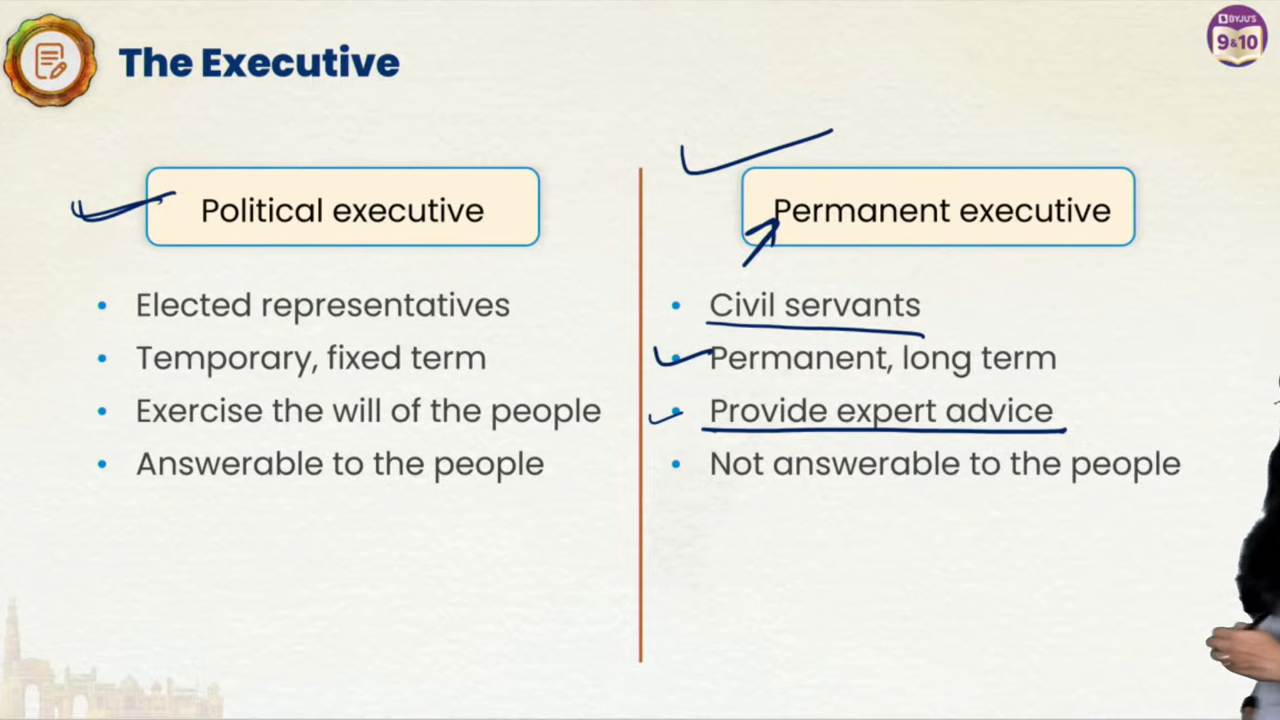 The Executive
BYJU'S
9&10
Political executive
Elected representatives
Temporary, fixed term
Exercise the will of the people
Answerable to the people
Permanent executive
Civil servants
Permanent, long term
Provide expert advice
Not answerable to the people